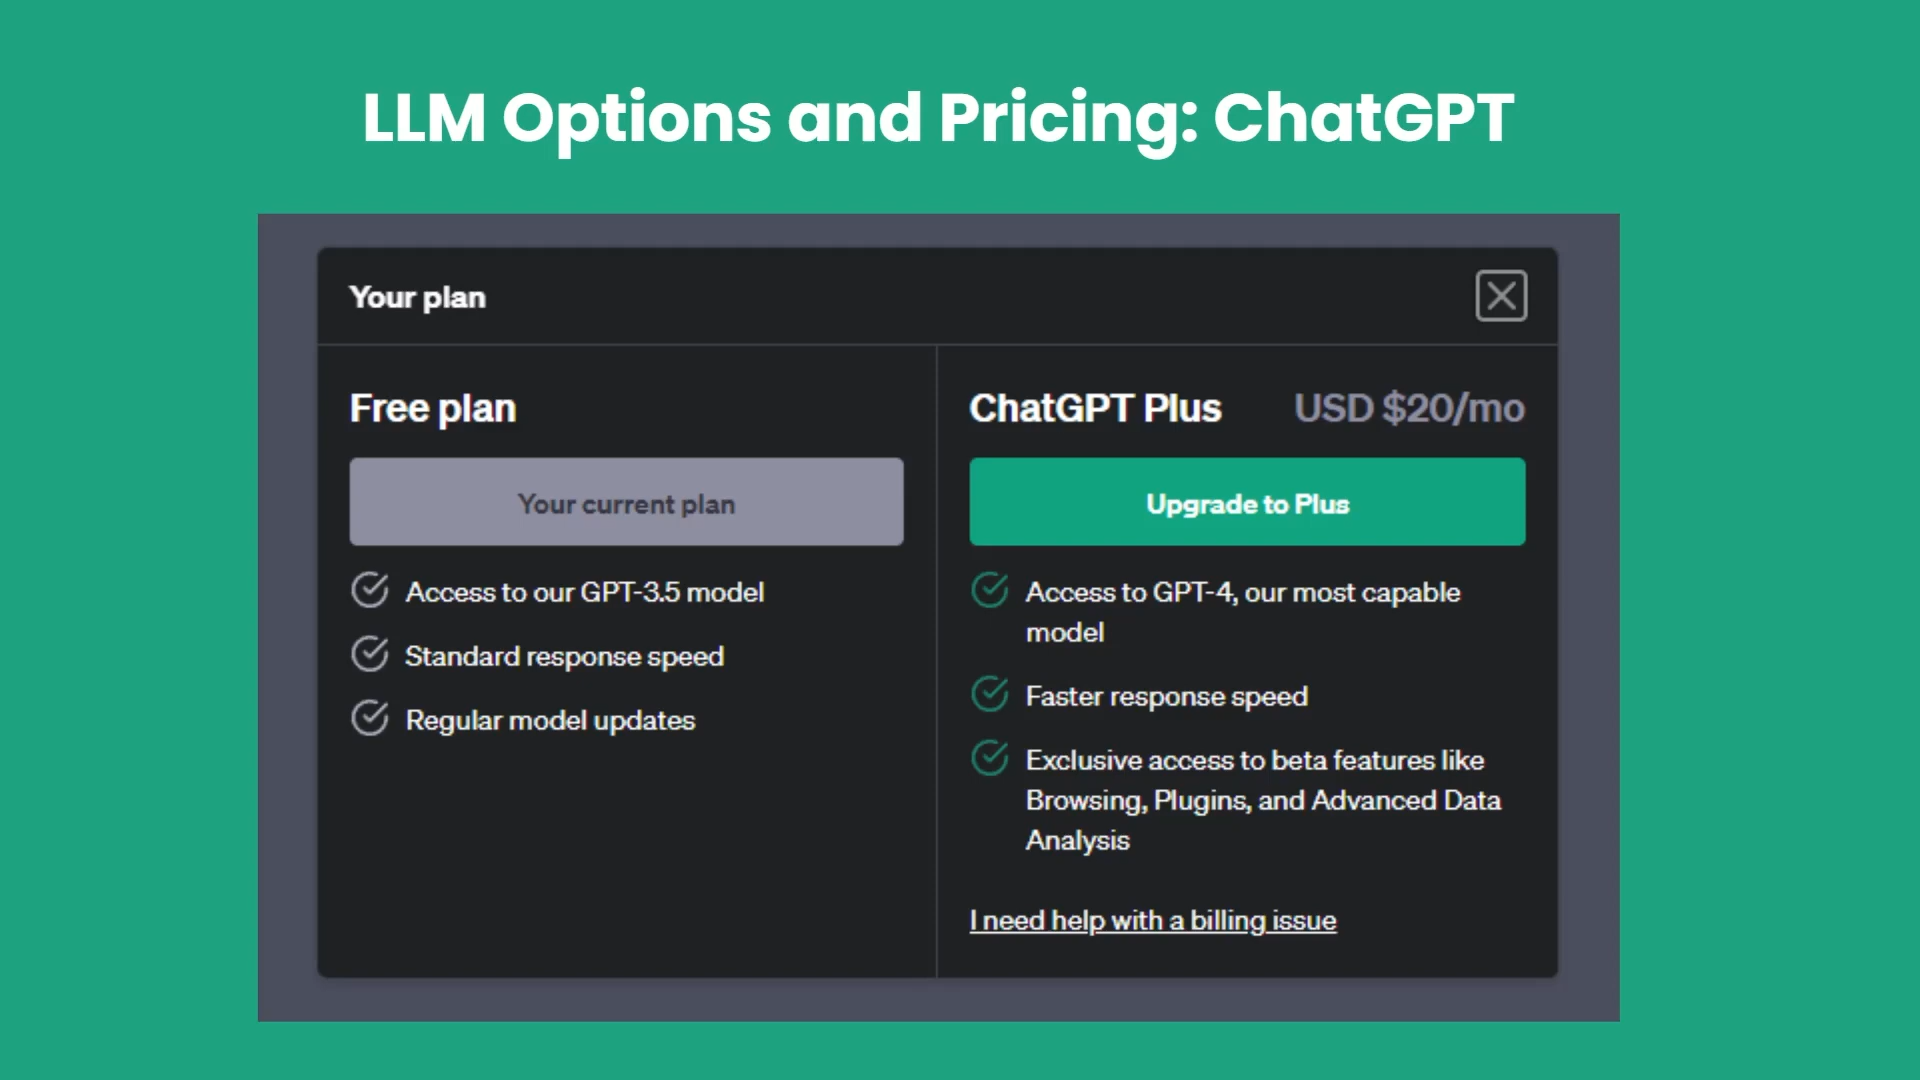 LLM Options and Pricing: ChatGPT
Your plan
Free plan
Your current plan
Access to our GPT-3.5 model
Standard response speed
Regular model updates
ChatGPT Plus USD $20/mo
Upgrade to Plus
Access to GPT-4, our most capable
model
Faster response speed
Exclusive access to beta features like
Browsing, Plugins, and Advanced Data
Analysis
I need help with a billing issue